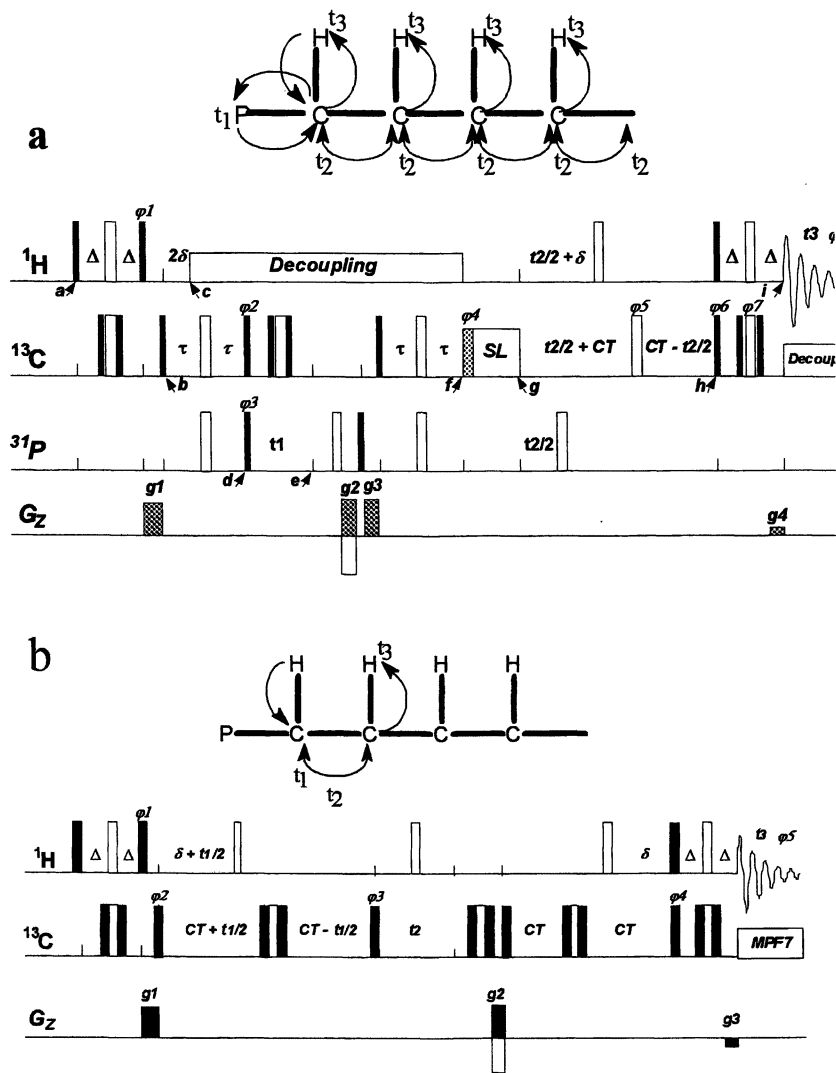 H t3 H t3 H t3 H t3
t1 P C C C C
t2 t2 t2 t2 t2
a
φ1
1H Δ Δ 2δ Decoupling t2/2 + δ Δ Δ t3 φ
a c i
φ2 φ4 φ5 φ6 φ7
13C τ τ τ τ SL t2/2 + CT CT - t2/2 Decoup
b f g h
φ3
31P t1 t2/2
d e
g1 g2 g3 g4
GZ
b
H H t3 H H
P C C C C
t1 t2
φ1
1H Δ Δ δ + t1/2 δ Δ Δ t3 φ5
φ2 φ3 φ4
13C CT + t1/2 CT - t1/2 t2 CT CT MPF7
g1 g2 g3
GZ